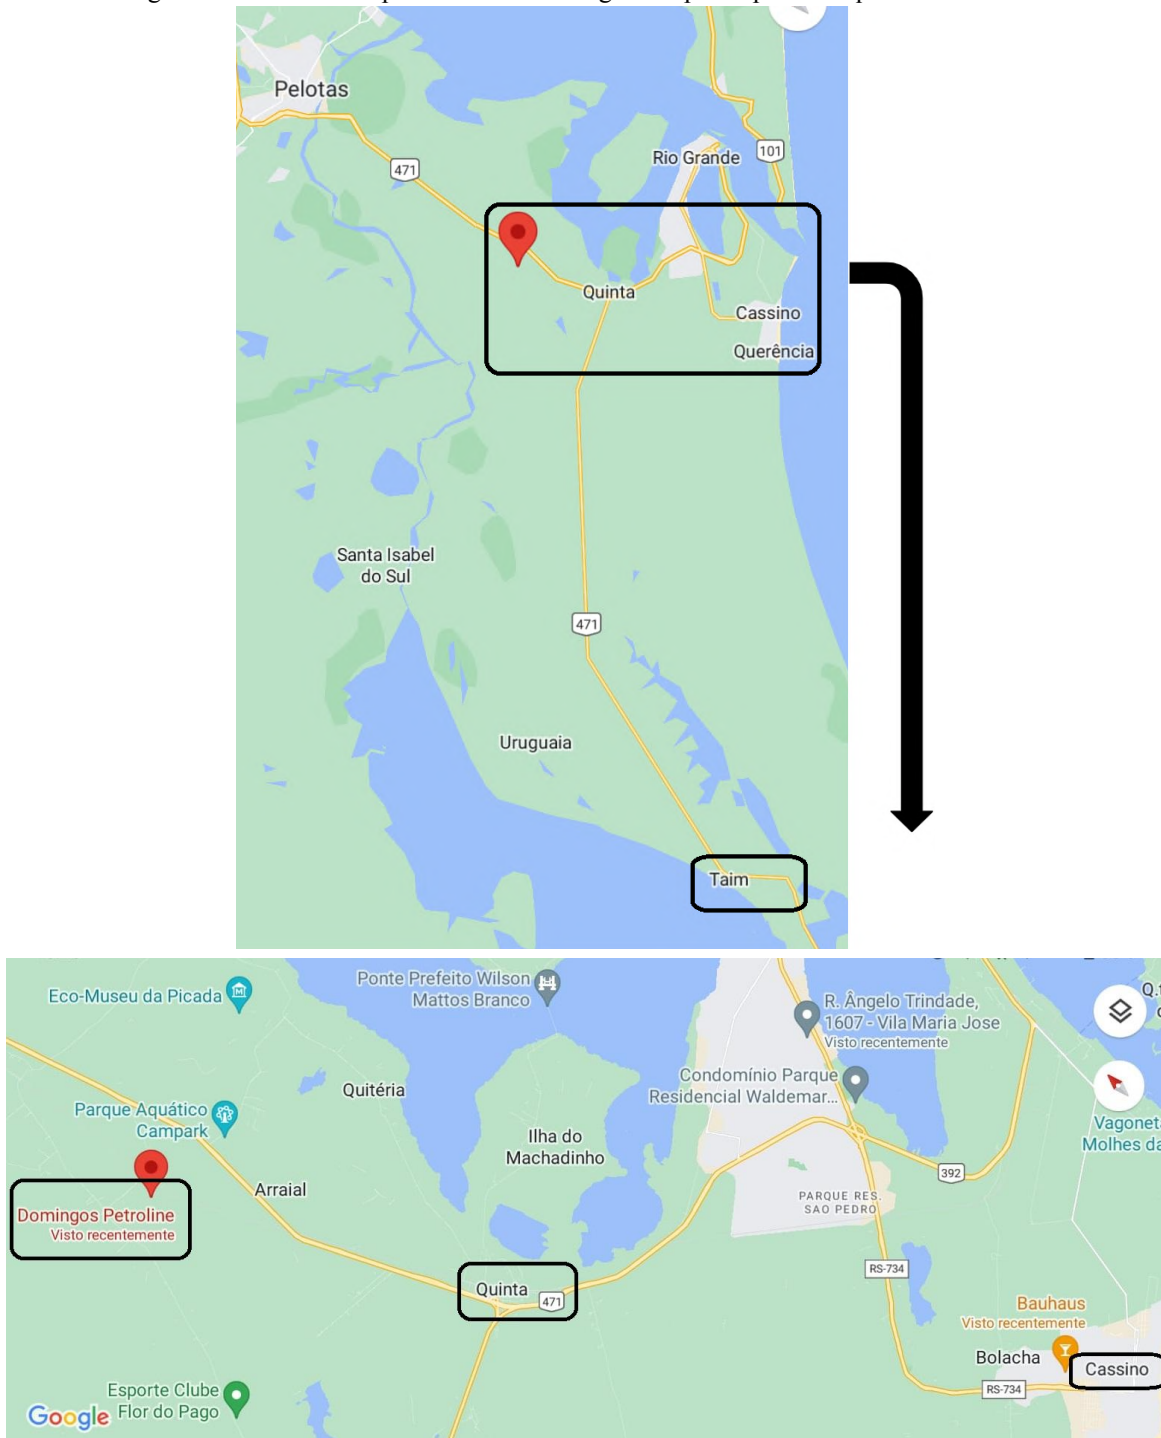 Pelotas
471
Rio Grande
101
Quinta
Cassino
Querência
Santa Isabel
do Sul
471
Uruguaia
Taim
Eco-Museu da Picada
Ponte Prefeito Wilson
Mattos Branco
R. Ângelo Trindade,
1607 - Vila Maria Jose
Visto recentemente
Quitéria
Condomínio Parque
Residencial Waldemar...
Parque Aquático
Campark
Ilha do
Machadinho
Vagoneta
Molhes da
Arraial
392
PARQUE RES.
SAO PEDRO
Domingos Petroline
Visto recentemente
RS-734
Quinta
471
Bauhaus
Visto recentemente
Bolacha
Cassino
RS-734
Esporte Clube
Flor do Pago
Google